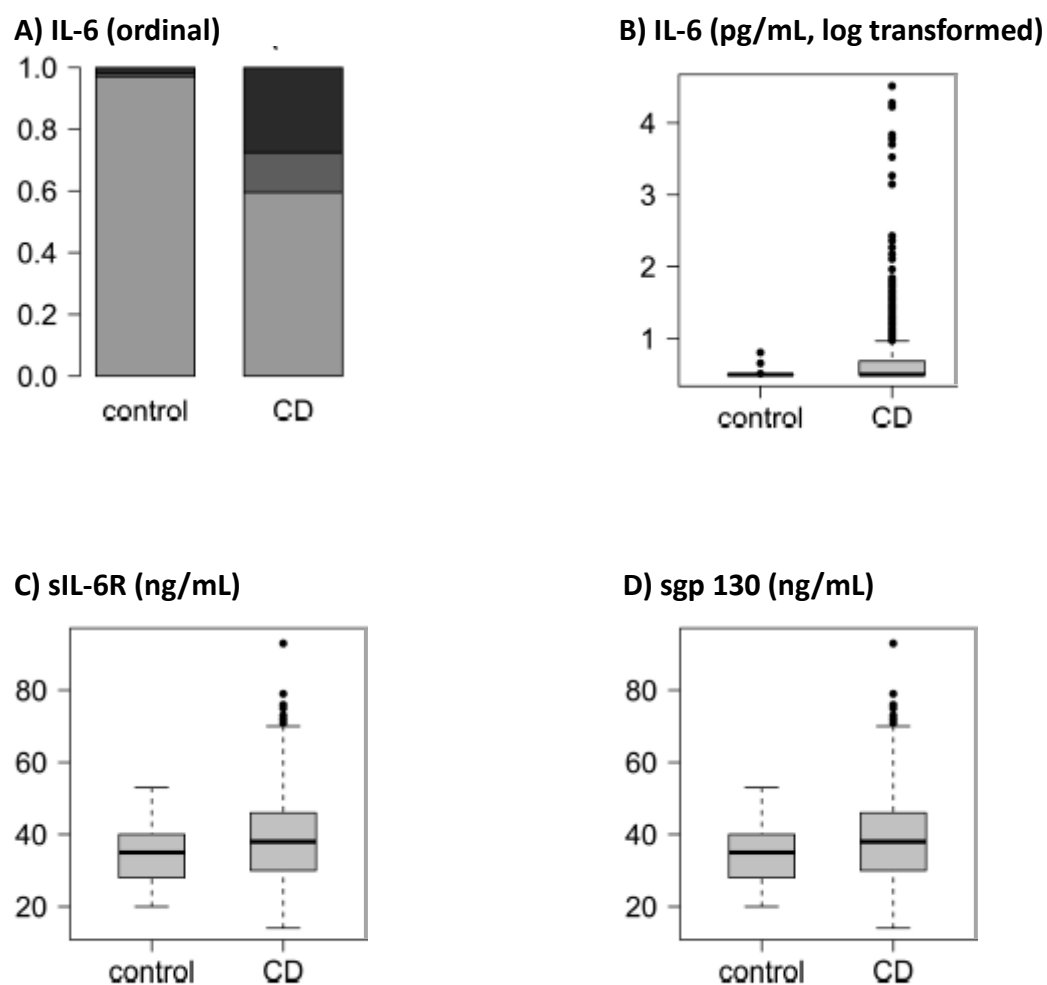 A) IL-6 (ordinal)
1.0
0.8
0.6
0.4
0.2
0.0
control CD
B) IL-6 (pg/mL, log transformed)
4
3
2
1
control CD
C) sIL-6R (ng/mL)
80
60
40
20
control CD
D) sgp 130 (ng/mL)
80
60
40
20
control CD